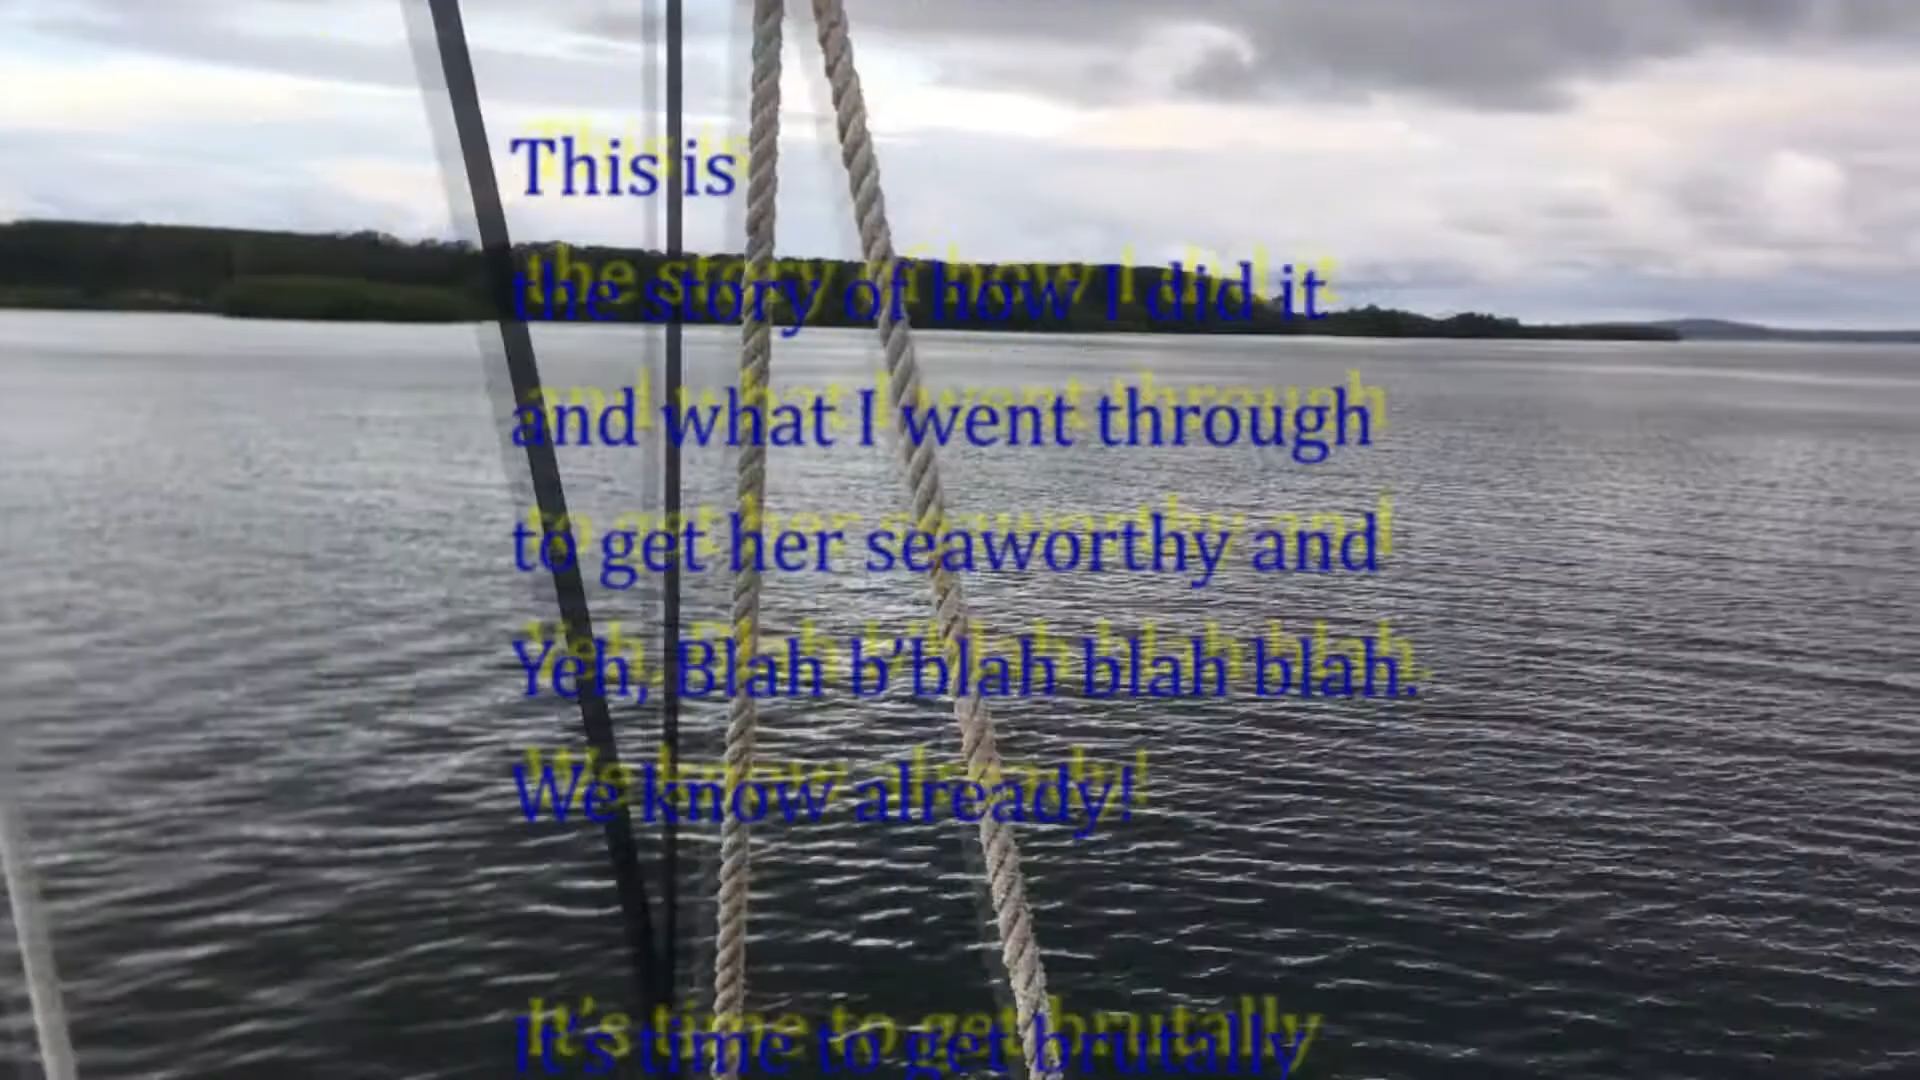 This is
the story of how I did it
and what I went through
to get her seaworthy and
Yeh, Blah b’blah blah blah.
We know already!
It’s time to get brutally